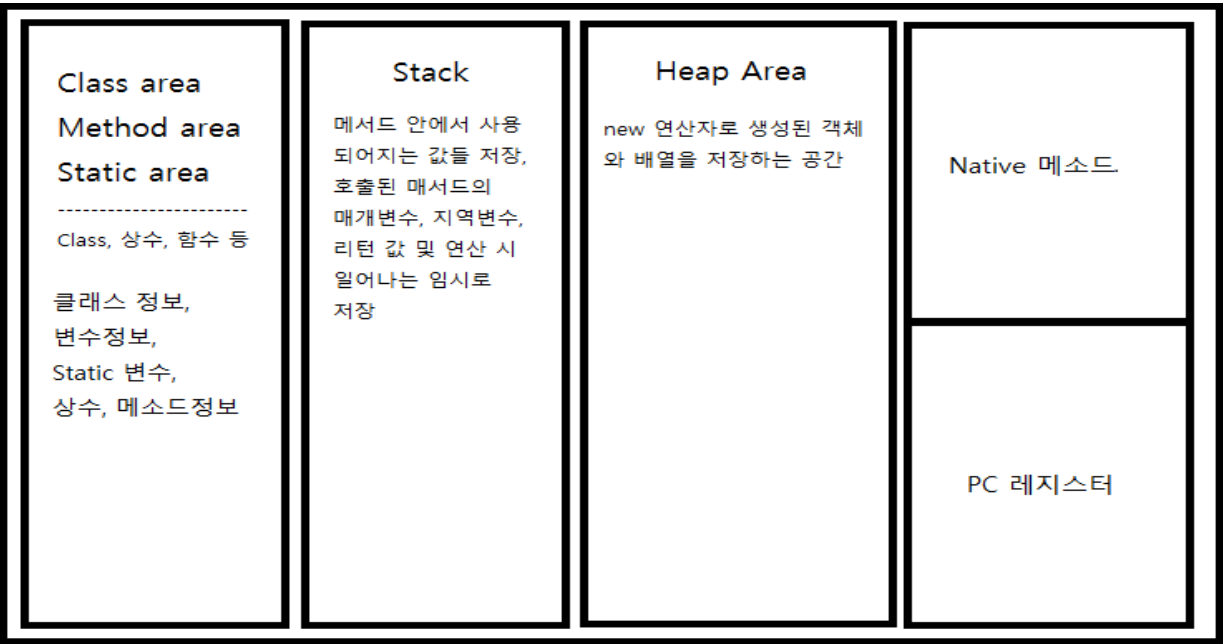 Class area
Method area
Static area
-----------------------
Class, 상수, 함수 등
클래스 정보,
변수정보,
Static 변수,
상수, 메소드정보
Stack
메서드 안에서 사용
되어지는 값들 저장,
호출된 매서드의
매개변수, 지역변수,
리턴 값 및 연산 시
일어나는 임시로
저장
Heap Area
new 연산자로 생성된 객체
와 배열을 저장하는 공간
Native 메소드.
PC 레지스터